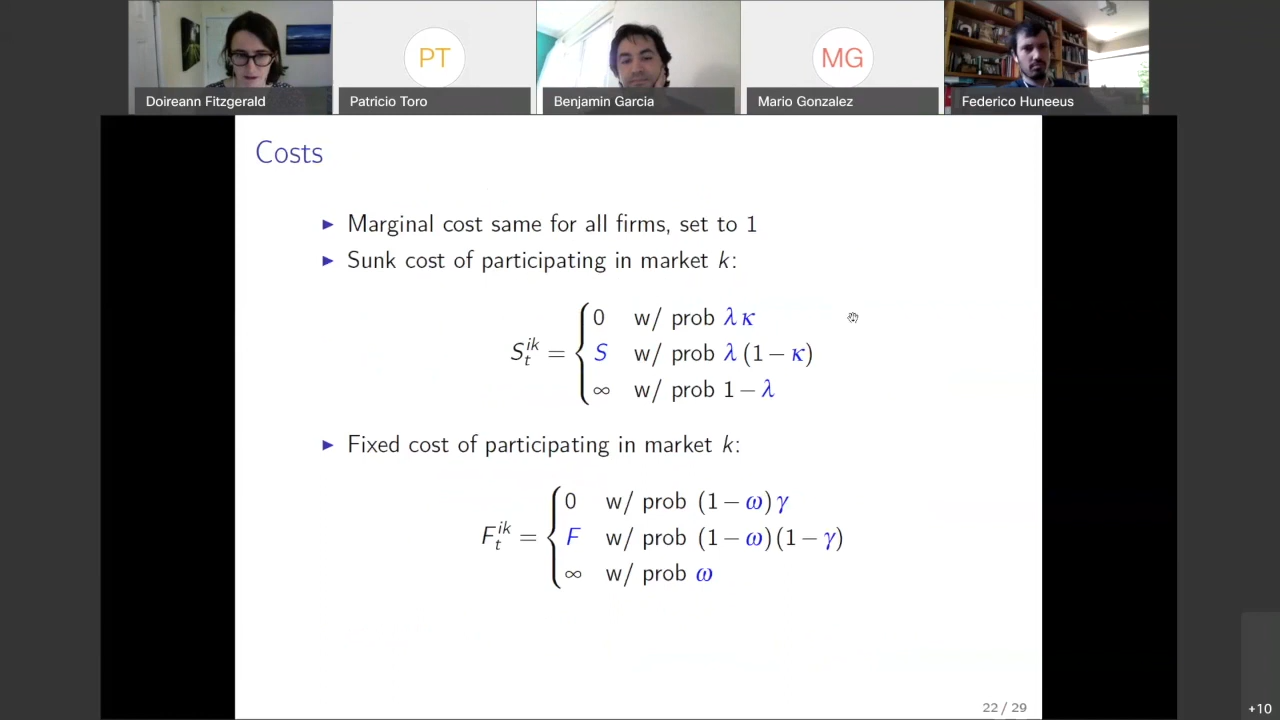 Doireann Fitzgerald
PT
Patricio Toro
Benjamin Garcia
MG
Mario Gonzalez
Federico Huneeus
Costs
▶ Marginal cost same for all firms, set to 1
▶ Sunk cost of participating in market k:
S_t^{ik} = { 0 w/ prob λκ
S w/ prob λ(1 − κ)
∞ w/ prob 1 − λ
▶ Fixed cost of participating in market k:
F_t^{ik} = { 0 w/ prob (1 − ω)γ
F w/ prob (1 − ω)(1 − γ)
∞ w/ prob ω
22 / 29
+10